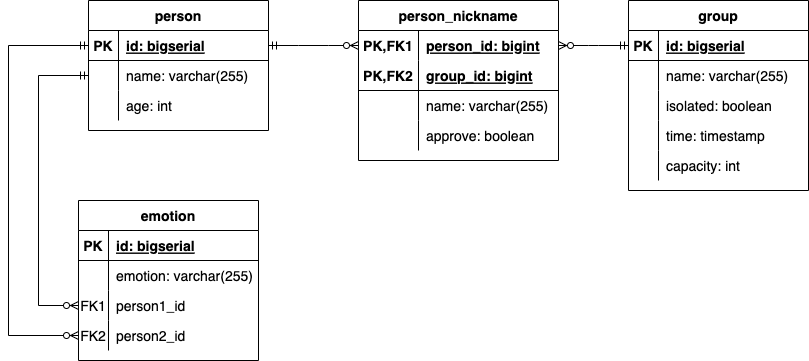 person
PK id: bigserial
name: varchar(255)
age: int
person_nickname
PK,FK1 person_id: bigint
PK,FK2 group_id: bigint
name: varchar(255)
approve: boolean
group
PK id: bigserial
name: varchar(255)
isolated: boolean
time: timestamp
capacity: int
emotion
PK id: bigserial
emotion: varchar(255)
FK1 person1_id
FK2 person2_id